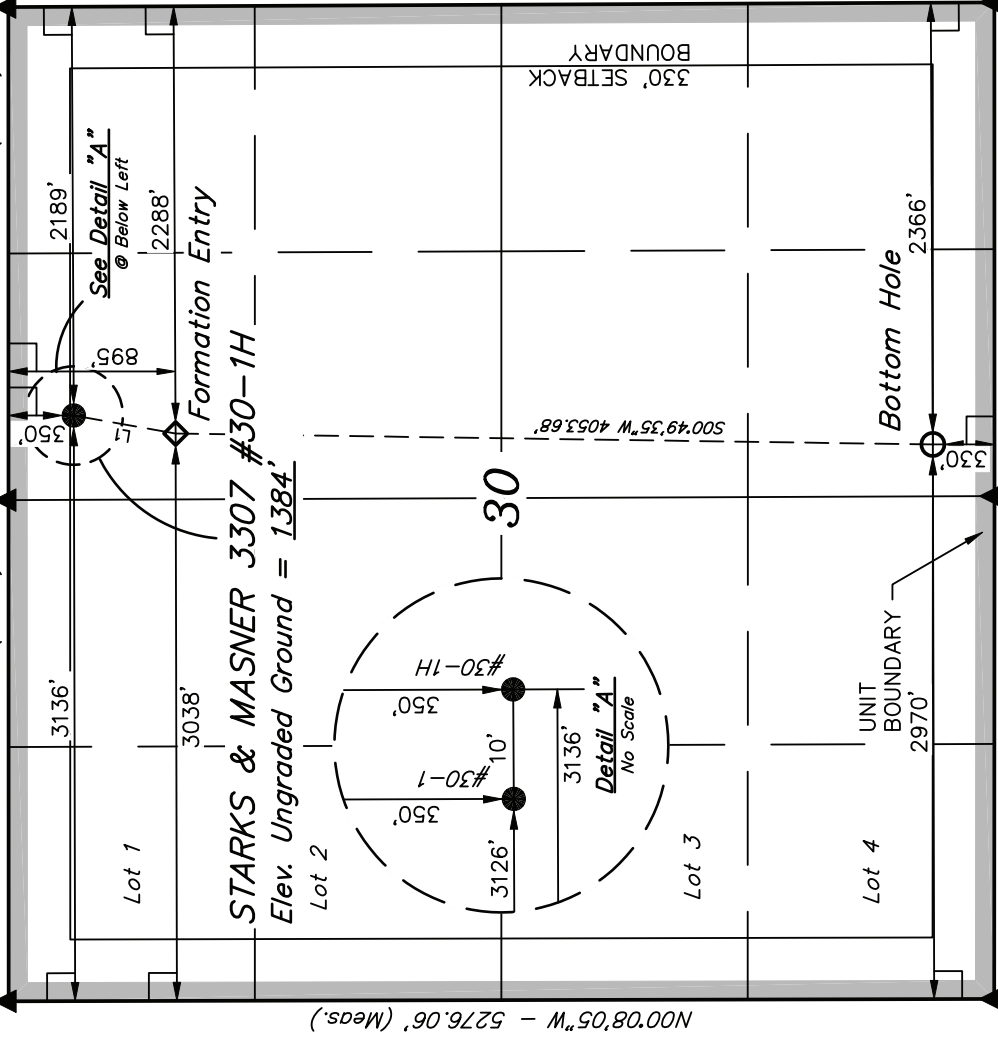 330' SETBACK
BOUNDARY
2189'
See Detail "A"
@ Below Left
2288'
Formation Entry
895'
350'
L1
3136'
3038'
STARKS & MASNER 3307 #30-1H
Elev. Ungraded Ground = 1384'
30
S00°49'35"W 4053.68'
Bottom Hole
2366'
330'
UNIT
BOUNDARY
2970'
#30-1H
350'
#30-1
350'
10'
3126'
3136'
Detail "A"
No Scale
Lot 1
Lot 2
Lot 3
Lot 4
N00°08'05"W - 5276.06' (Meas.)